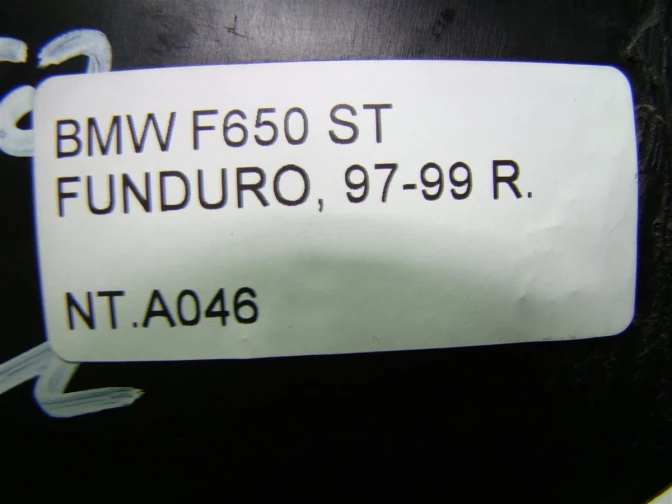 BMW F650 ST
FUNDURO, 97-99 R.
NT.A046